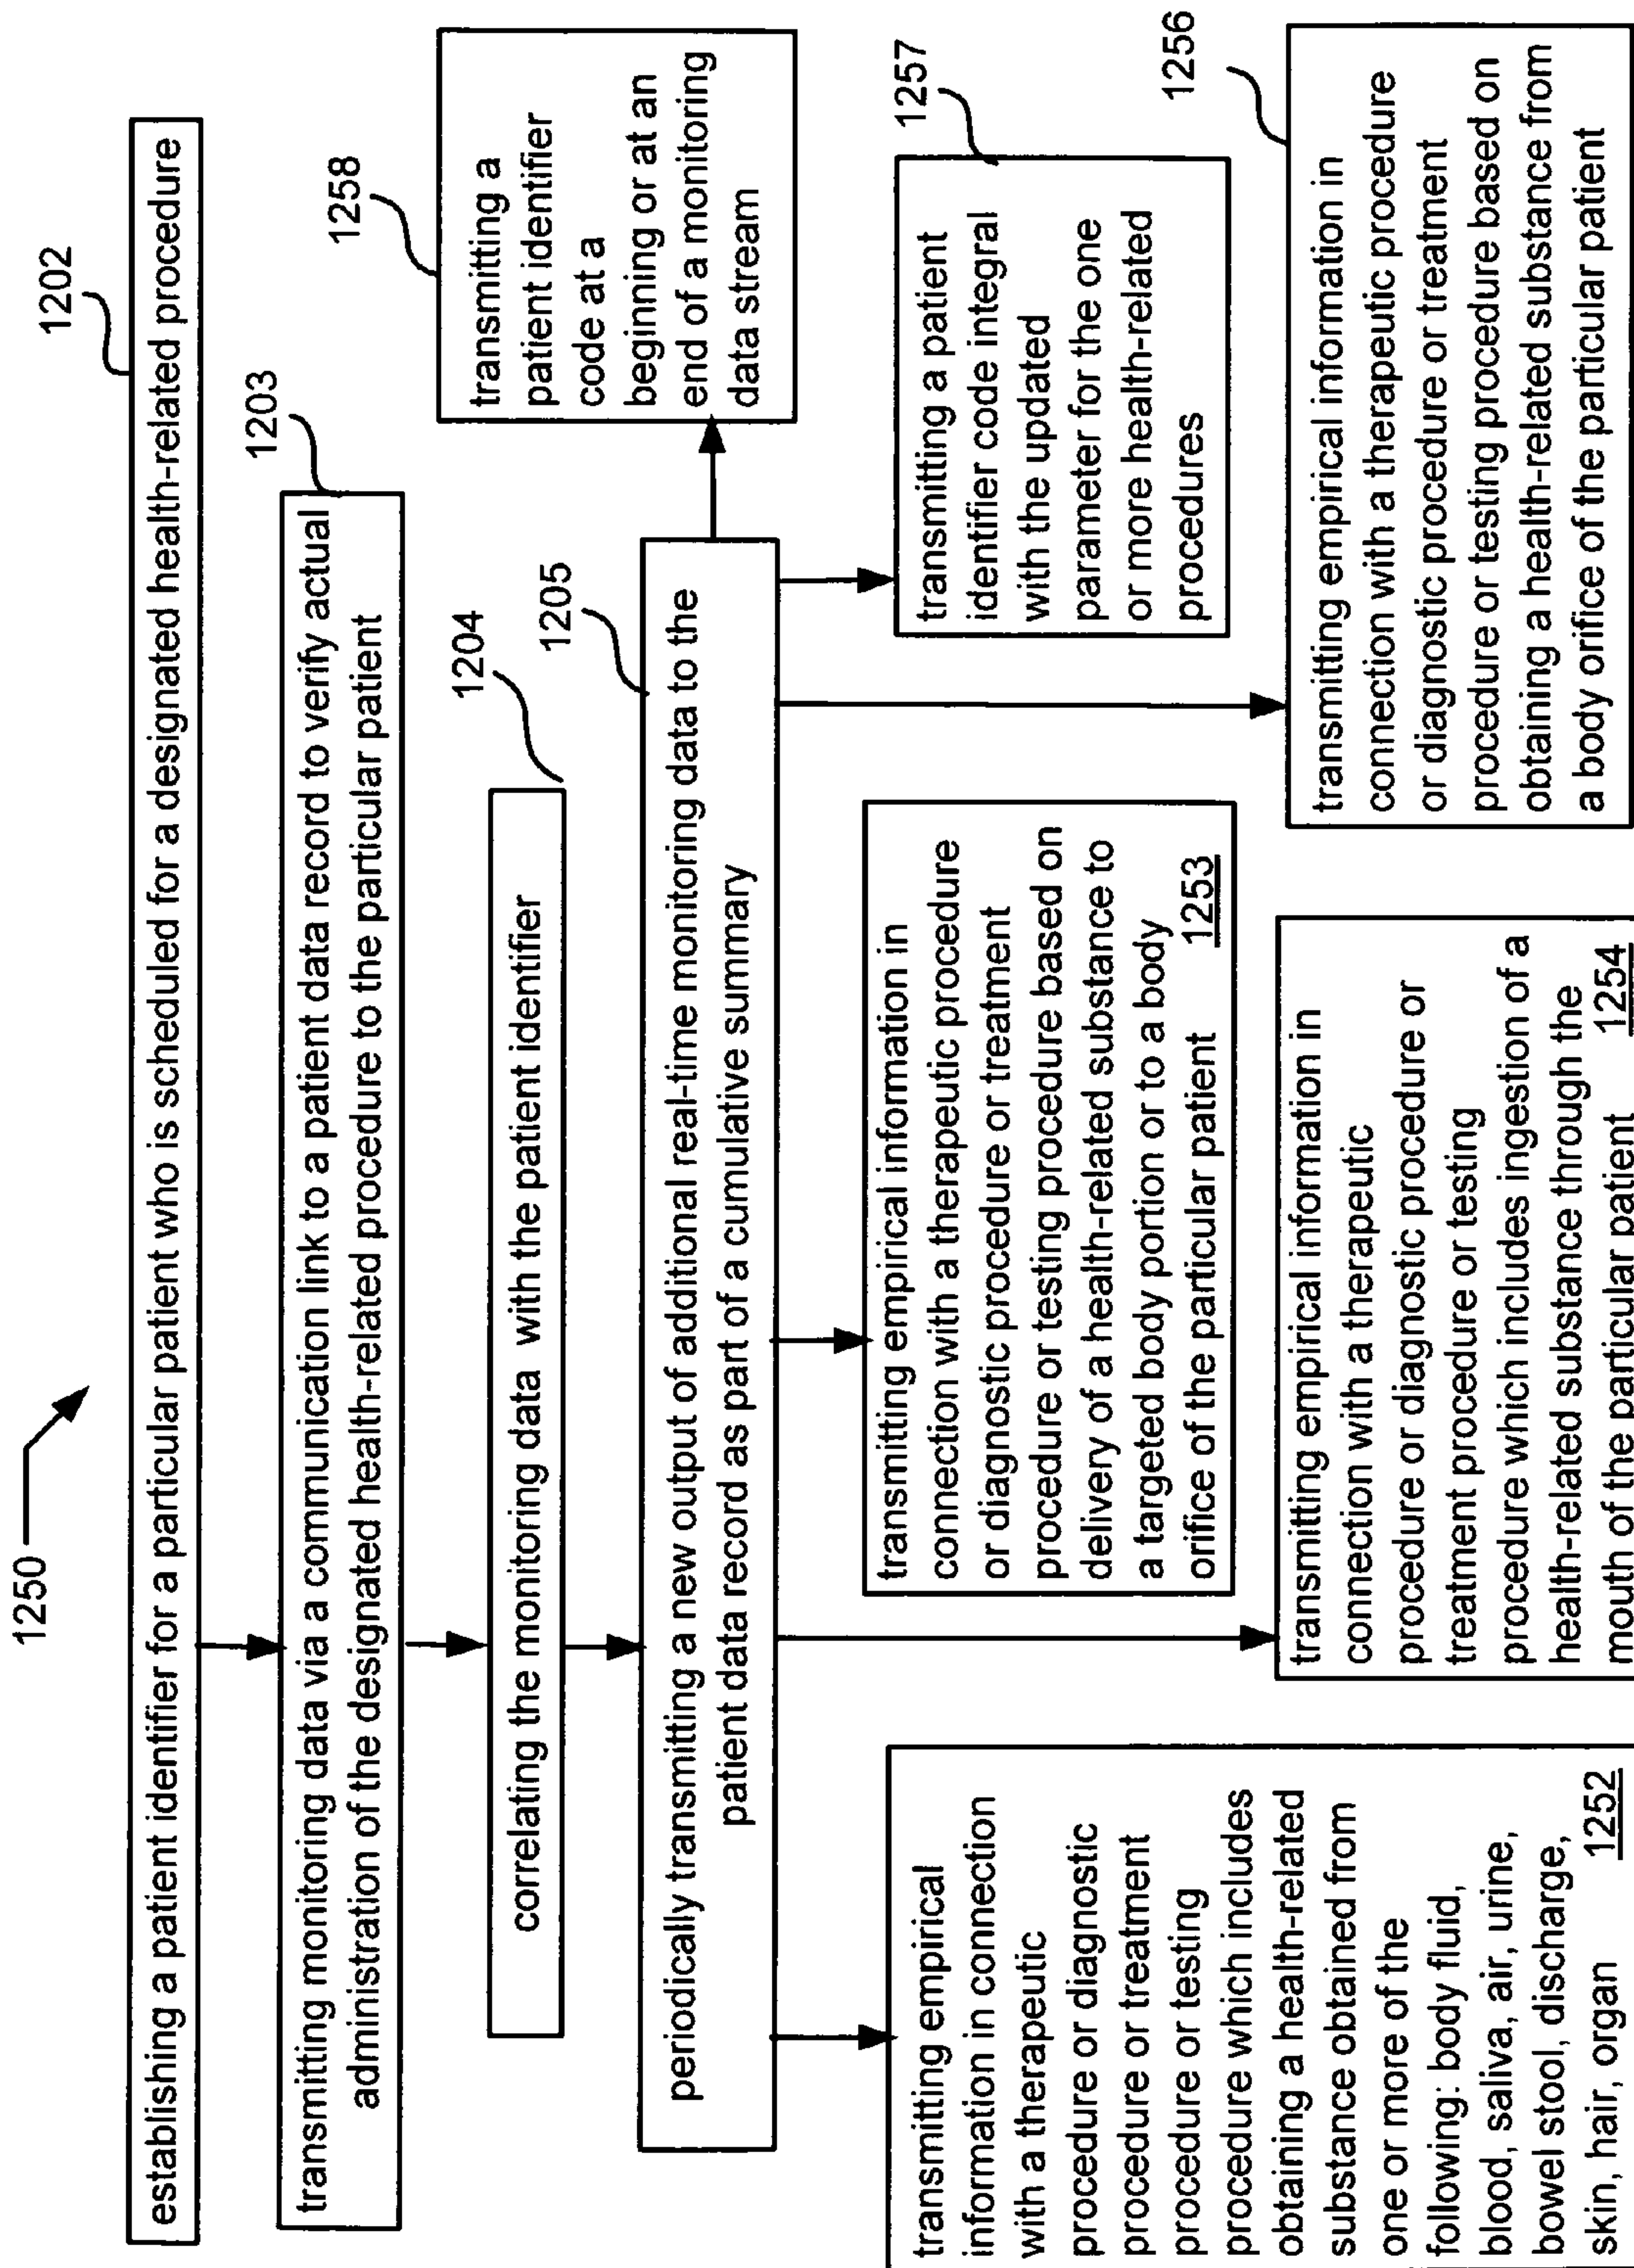 1250
1202
establishing a patient identifier for a particular patient who is scheduled for a designated health-related procedure
1203
transmitting monitoring data via a communication link to a patient data record to verify actual
administration of the designated health-related procedure to the particular patient
1204
correlating the monitoring data with the patient identifier
1205
periodically transmitting a new output of additional real-time monitoring data to the
patient data record as part of a cumulative summary
1258
transmitting a
patient identifier
code at a
beginning or at an
end of a monitoring
data stream
transmitting empirical
information in connection
with a therapeutic
procedure or diagnostic
procedure or treatment
procedure or testing
procedure which includes
obtaining a health-related
substance obtained from
one or more of the
following: body fluid,
blood, saliva, air, urine,
bowel stool, discharge,
skin, hair, organ 1252
transmitting empirical information in
connection with a therapeutic procedure
or diagnostic procedure or treatment
procedure or testing procedure based on
delivery of a health-related substance to
a targeted body portion or to a body
orifice of the particular patient 1253
transmitting empirical information in
connection with a therapeutic
procedure or diagnostic procedure or
treatment procedure or testing
procedure which includes ingestion of a
health-related substance through the
mouth of the particular patient 1254
1257
transmitting a patient
identifier code integral
with the updated
parameter for the one
or more health-related
procedures
1256
transmitting empirical information in
connection with a therapeutic procedure
or diagnostic procedure or treatment
procedure or testing procedure based on
obtaining a health-related substance from
a body orifice of the particular patient